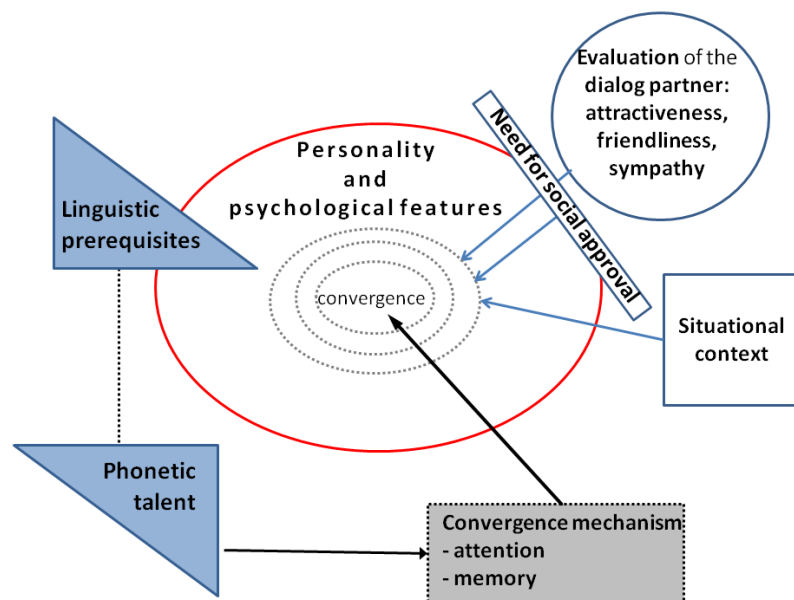 Evaluation of the
dialog partner:
attractiveness,
friendliness,
sympathy
Need for social approval
Personality
and
psychological features
Linguistic
prerequisites
convergence
Situational
context
Phonetic
talent
Convergence mechanism
- attention
- memory